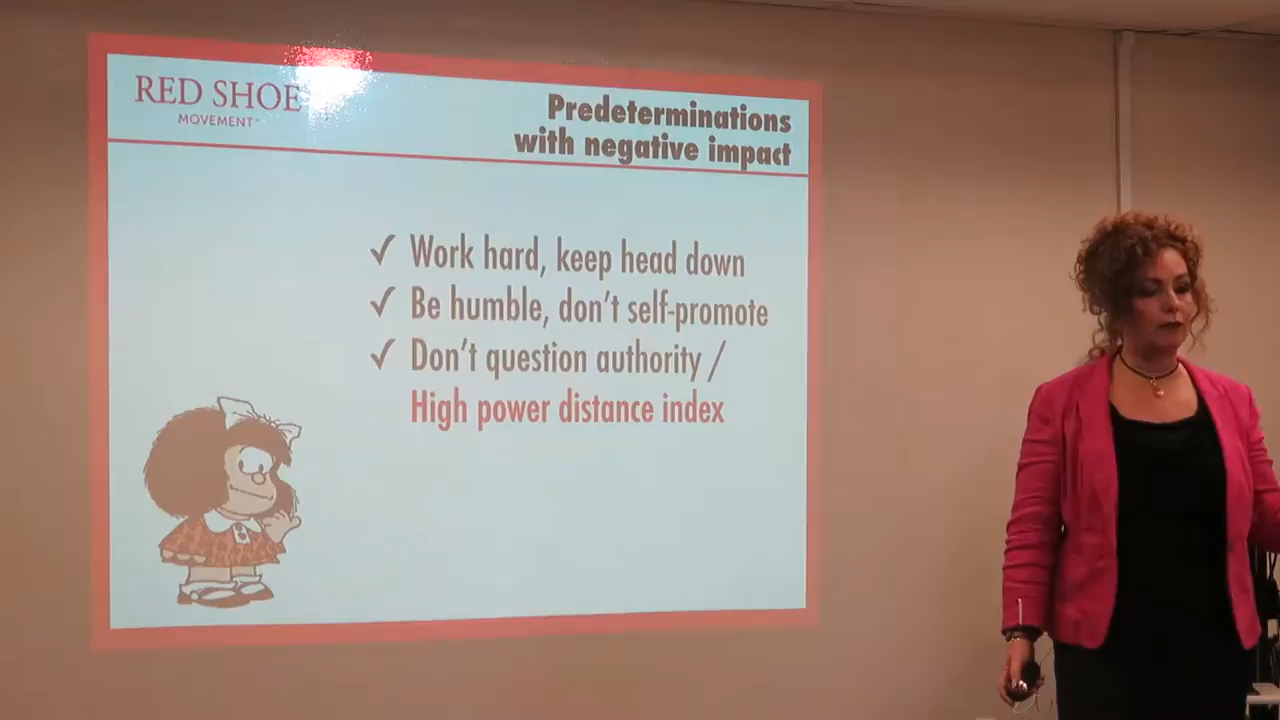 RED SHOE
MOVEMENT
Predeterminations
with negative impact
✓ Work hard, keep head down
✓ Be humble, don't self-promote
✓ Don't question authority /
High power distance index